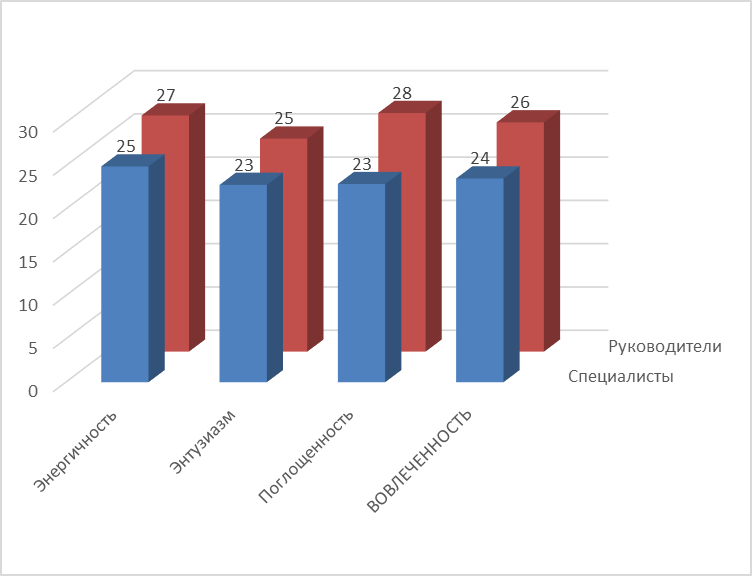 27
25
28
26
25
23
23
24
30
25
20
15
10
5
0
Руководители
Специалисты
Энергичность
Энтузиазм
Поглощенность
ВОВЛЕЧЕННОСТЬ